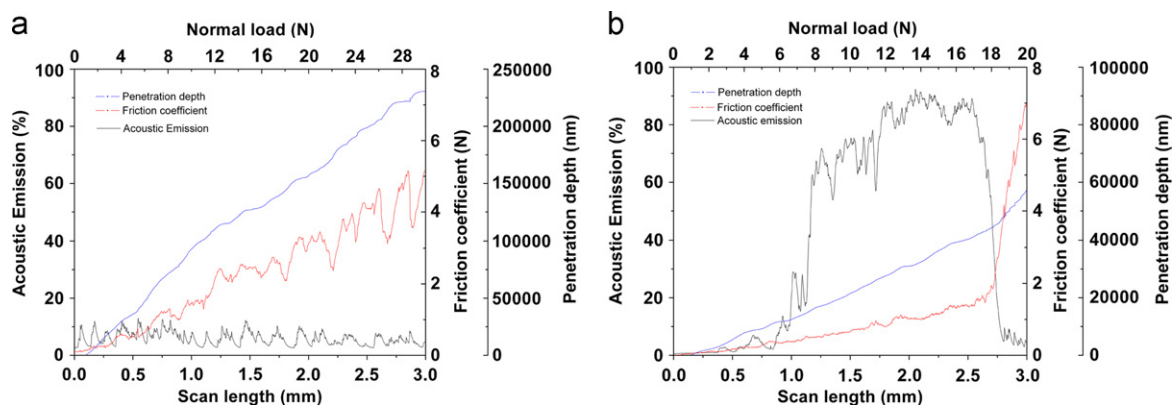 a
Normal load (N)
0 4 8 12 16 20 24 28
100 80 60 40 20 0
Acoustic Emission (%)
Penetration depth
Friction coefficient
Acoustic Emission
8 6 4 2 0
Friction coefficient (N)
250000 200000 150000 100000 50000 0
Penetration depth (nm)
0.0 0.5 1.0 1.5 2.0 2.5 3.0
Scan length (mm)
b
Normal load (N)
0 2 4 6 8 10 12 14 16 18 20
100 80 60 40 20 0
Acoustic Emission (%)
Penetration depth
Friction coefficient
Acoustic emission
8 7 6 4 2 0
Friction coefficient (N)
100000 80000 60000 40000 20000 0
Penetration depth (nm)
0.0 0.5 1.0 1.5 2.0 2.5 3.0
Scan length (mm)